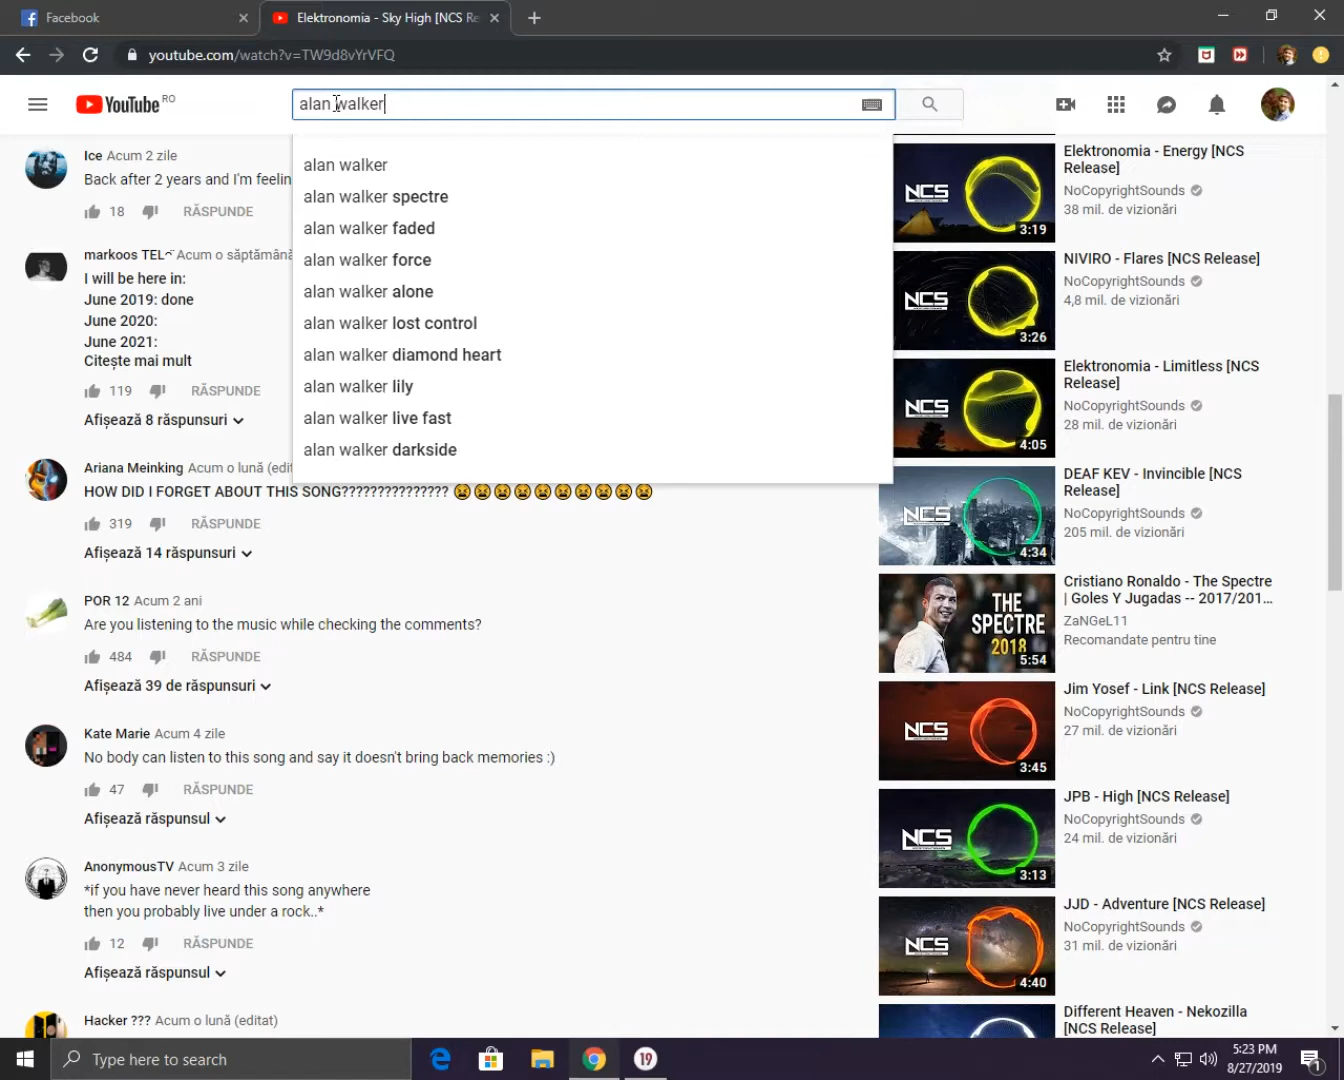 Facebook
Elektronomia - Sky High [NCS Re
youtube.com/watch?v=TW9d8vYrVFQ
YouTube RO
alan walker
alan walker
alan walker spectre
alan walker faded
alan walker force
alan walker alone
alan walker lost control
alan walker diamond heart
alan walker lily
alan walker live fast
alan walker darkside
Ice Acum 2 zile
Back after 2 years and I'm feelin
18 RĂSPUNDE
markoos TEL Acum o săptămână
I will be here in:
June 2019: done
June 2020:
June 2021:
Citește mai mult
119 RĂSPUNDE
Afișează 8 răspunsuri
Ariana Meinking Acum o lună (edit
HOW DID I FORGET ABOUT THIS SONG??????????????? 😫😫😫😫😫😫😫😫😫😫
319 RĂSPUNDE
Afișează 14 răspunsuri
POR 12 Acum 2 ani
Are you listening to the music while checking the comments?
484 RĂSPUNDE
Afișează 39 de răspunsuri
Kate Marie Acum 4 zile
No body can listen to this song and say it doesn't bring back memories :)
47 RĂSPUNDE
Afișează răspunsul
AnonymousTV Acum 3 zile
*if you have never heard this song anywhere
then you probably live under a rock..*
12 RĂSPUNDE
Afișează răspunsul
Hacker ??? Acum o lună (editat)
NCS
3:19
Elektronomia - Energy [NCS
Release]
NoCopyrightSounds
38 mil. de vizionări
NCS
3:26
NIVIRO - Flares [NCS Release]
NoCopyrightSounds
4,8 mil. de vizionări
NCS
4:05
Elektronomia - Limitless [NCS
Release]
NoCopyrightSounds
28 mil. de vizionări
NCS
4:34
DEAF KEV - Invincible [NCS
Release]
NoCopyrightSounds
205 mil. de vizionări
THE
SPECTRE
2018
5:54
Cristiano Ronaldo - The Spectre
| Goles Y Jugadas -- 2017/201...
ZaNGeL11
Recomandate pentru tine
NCS
3:45
Jim Yosef - Link [NCS Release]
NoCopyrightSounds
27 mil. de vizionări
NCS
3:13
JPB - High [NCS Release]
NoCopyrightSounds
24 mil. de vizionări
NCS
4:40
JJD - Adventure [NCS Release]
NoCopyrightSounds
31 mil. de vizionări
Different Heaven - Nekozilla
[NCS Release]
Type here to search
19
5:23 PM
8/27/2019
1